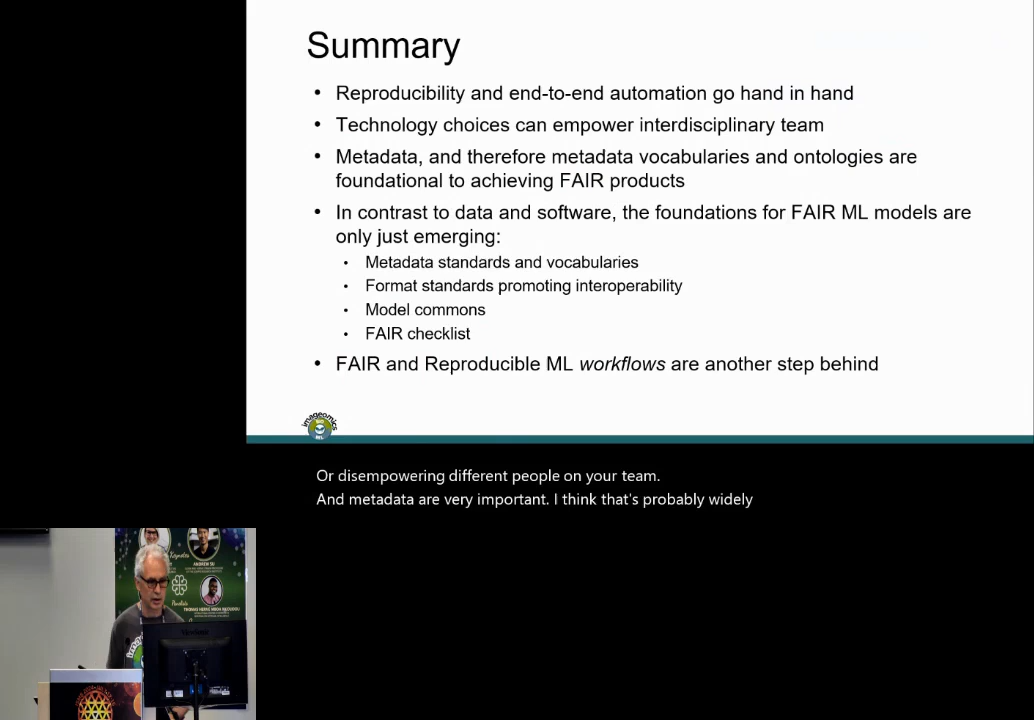 Summary
• Reproducibility and end-to-end automation go hand in hand
• Technology choices can empower interdisciplinary team
• Metadata, and therefore metadata vocabularies and ontologies are
foundational to achieving FAIR products
• In contrast to data and software, the foundations for FAIR ML models are
only just emerging:
• Metadata standards and vocabularies
• Format standards promoting interoperability
• Model commons
• FAIR checklist
• FAIR and Reproducible ML workflows are another step behind
imageomics
Or disempowering different people on your team.
And metadata are very important. I think that's probably widely
Keynotes
ANDREW SU